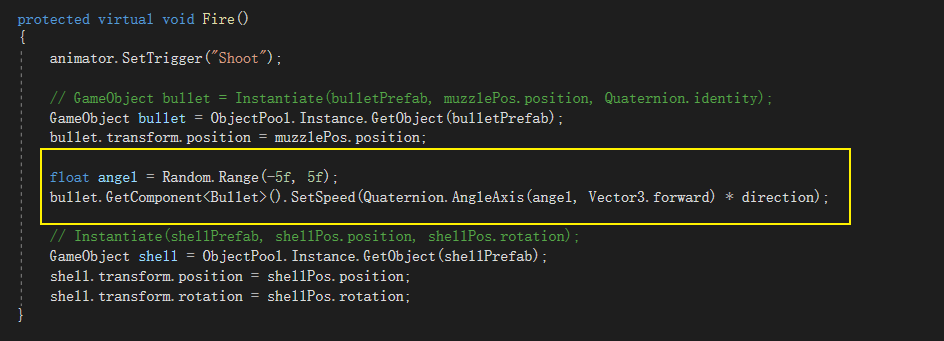 protected virtual void Fire()
{
animator.SetTrigger("Shoot");
// GameObject bullet = Instantiate(bulletPrefab, muzzlePos.position, Quaternion.identity);
GameObject bullet = ObjectPool.Instance.GetObject(bulletPrefab);
bullet.transform.position = muzzlePos.position;
float angel = Random.Range(-5f, 5f);
bullet.GetComponent<Bullet>().SetSpeed(Quaternion.AngleAxis(angel, Vector3.forward) * direction);
// Instantiate(shellPrefab, shellPos.position, shellPos.rotation);
GameObject shell = ObjectPool.Instance.GetObject(shellPrefab);
shell.transform.position = shellPos.position;
shell.transform.rotation = shellPos.rotation;
}